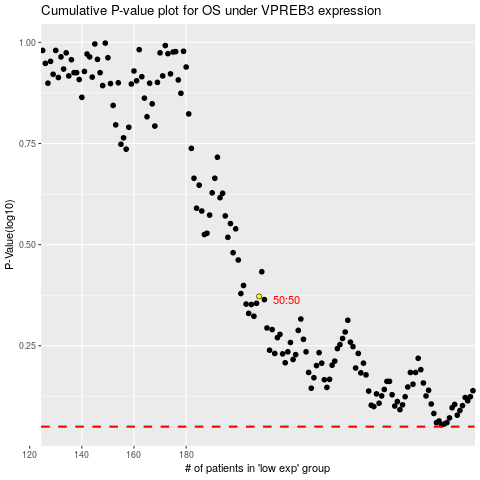 Cumulative P-value plot for OS under VPREB3 expression
P-Value(log10)
1.00
0.75
0.50
0.25
50:50
120 140 160 180
# of patients in 'low exp' group